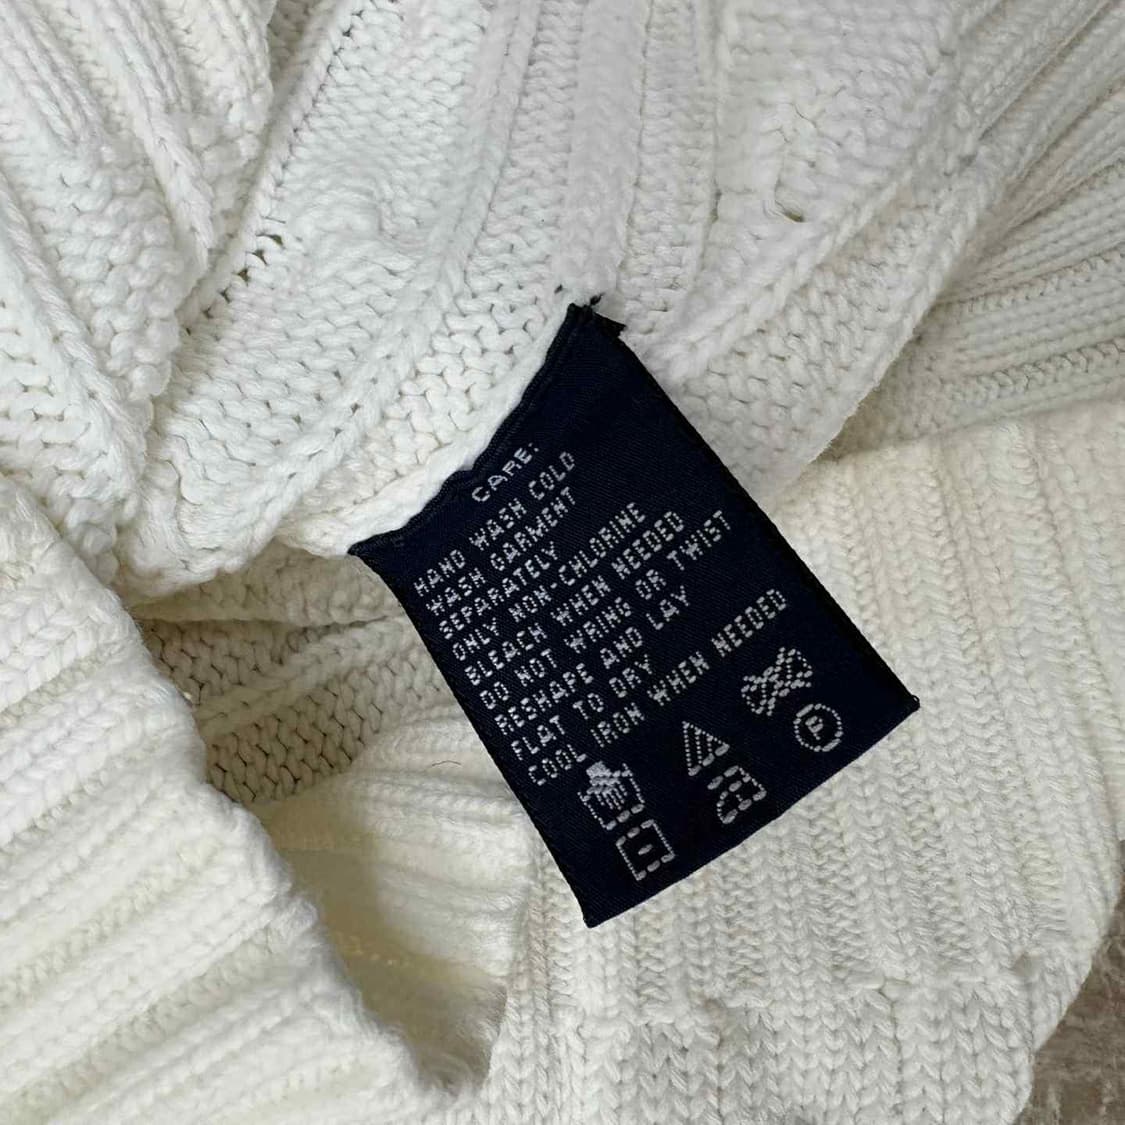 CARE:
HAND WASH COLD
WASH GARMENT
SEPARATELY
ONLY NON-CHLORINE
BLEACH WHEN NEEDED
DO NOT WRING OR TWIST
RESHAPE AND LAY
FLAT TO DRY
COOL IRON WHEN NEEDED
P